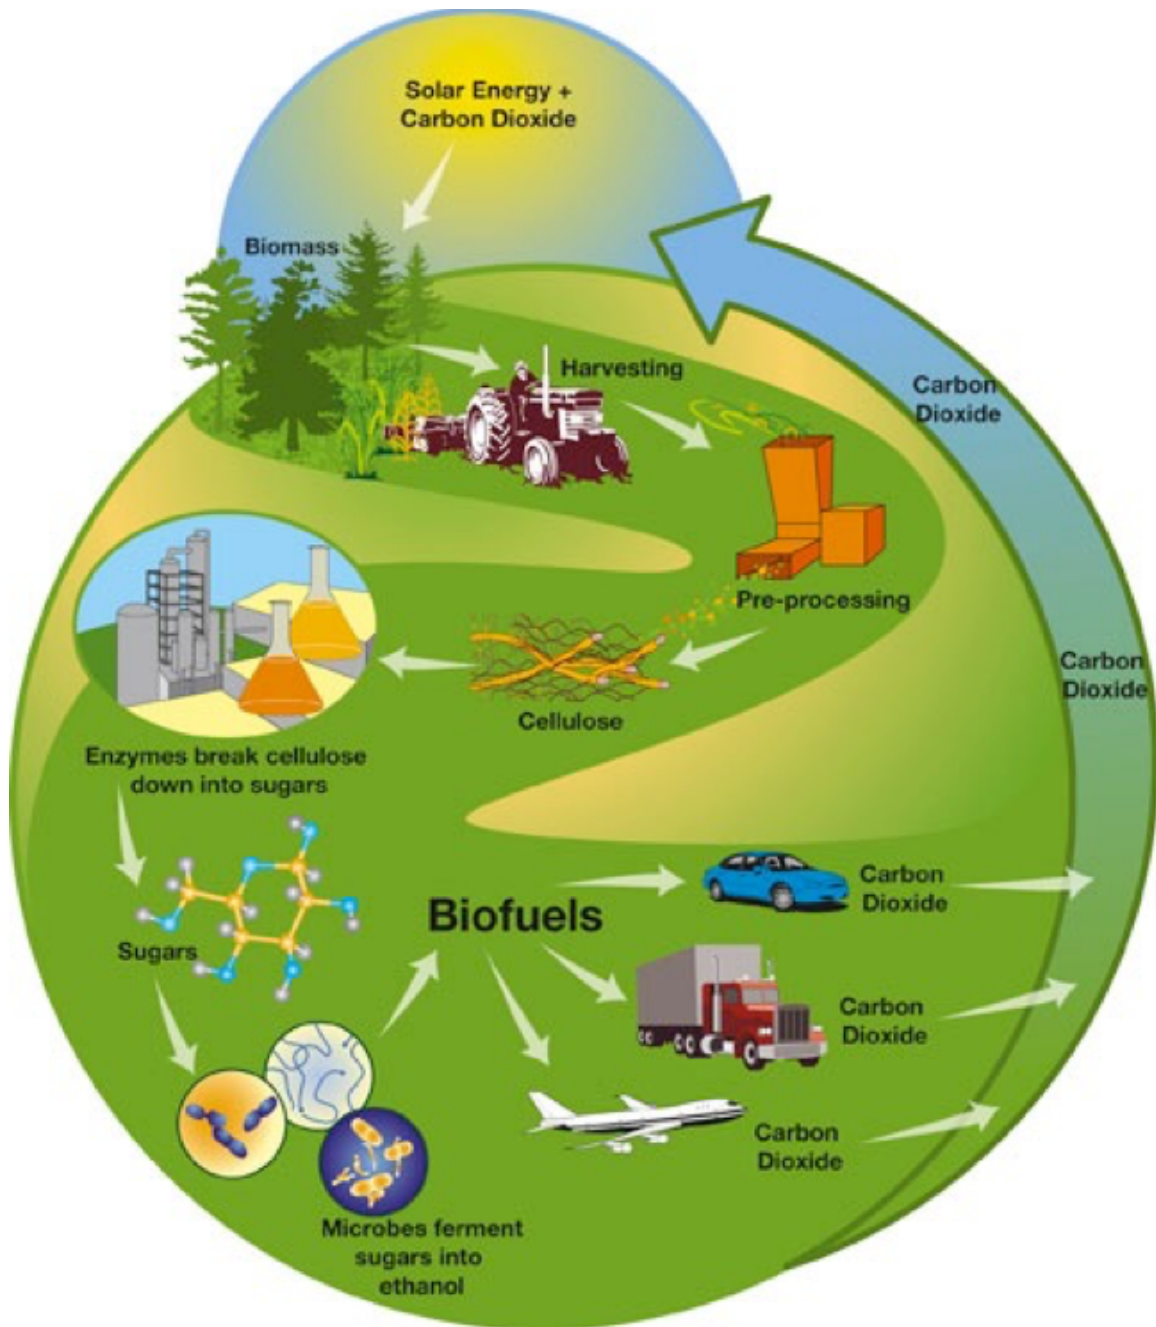 Solar Energy +
Carbon Dioxide
Biomass
Harvesting
Carbon
Dioxide
Pre-processing
Carbon
Dioxide
Cellulose
Enzymes break cellulose
down into sugars
Sugars
Biofuels
Carbon
Dioxide
Carbon
Dioxide
Carbon
Dioxide
Microbes ferment
sugars into
ethanol